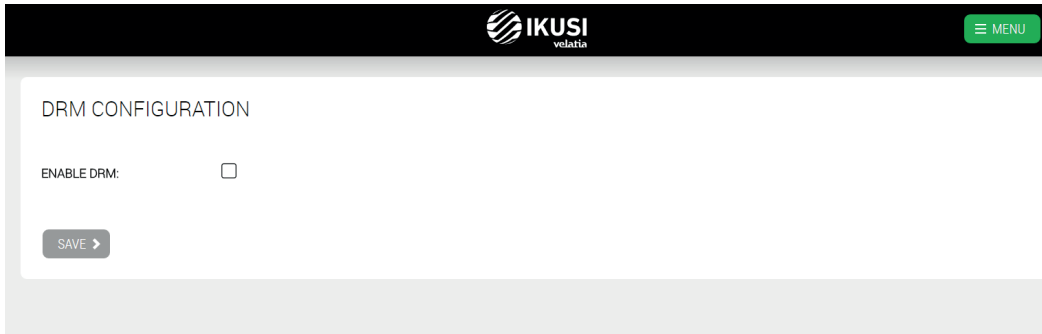 IKUSI
velatia
MENU
DRM CONFIGURATION
ENABLE DRM:
SAVE